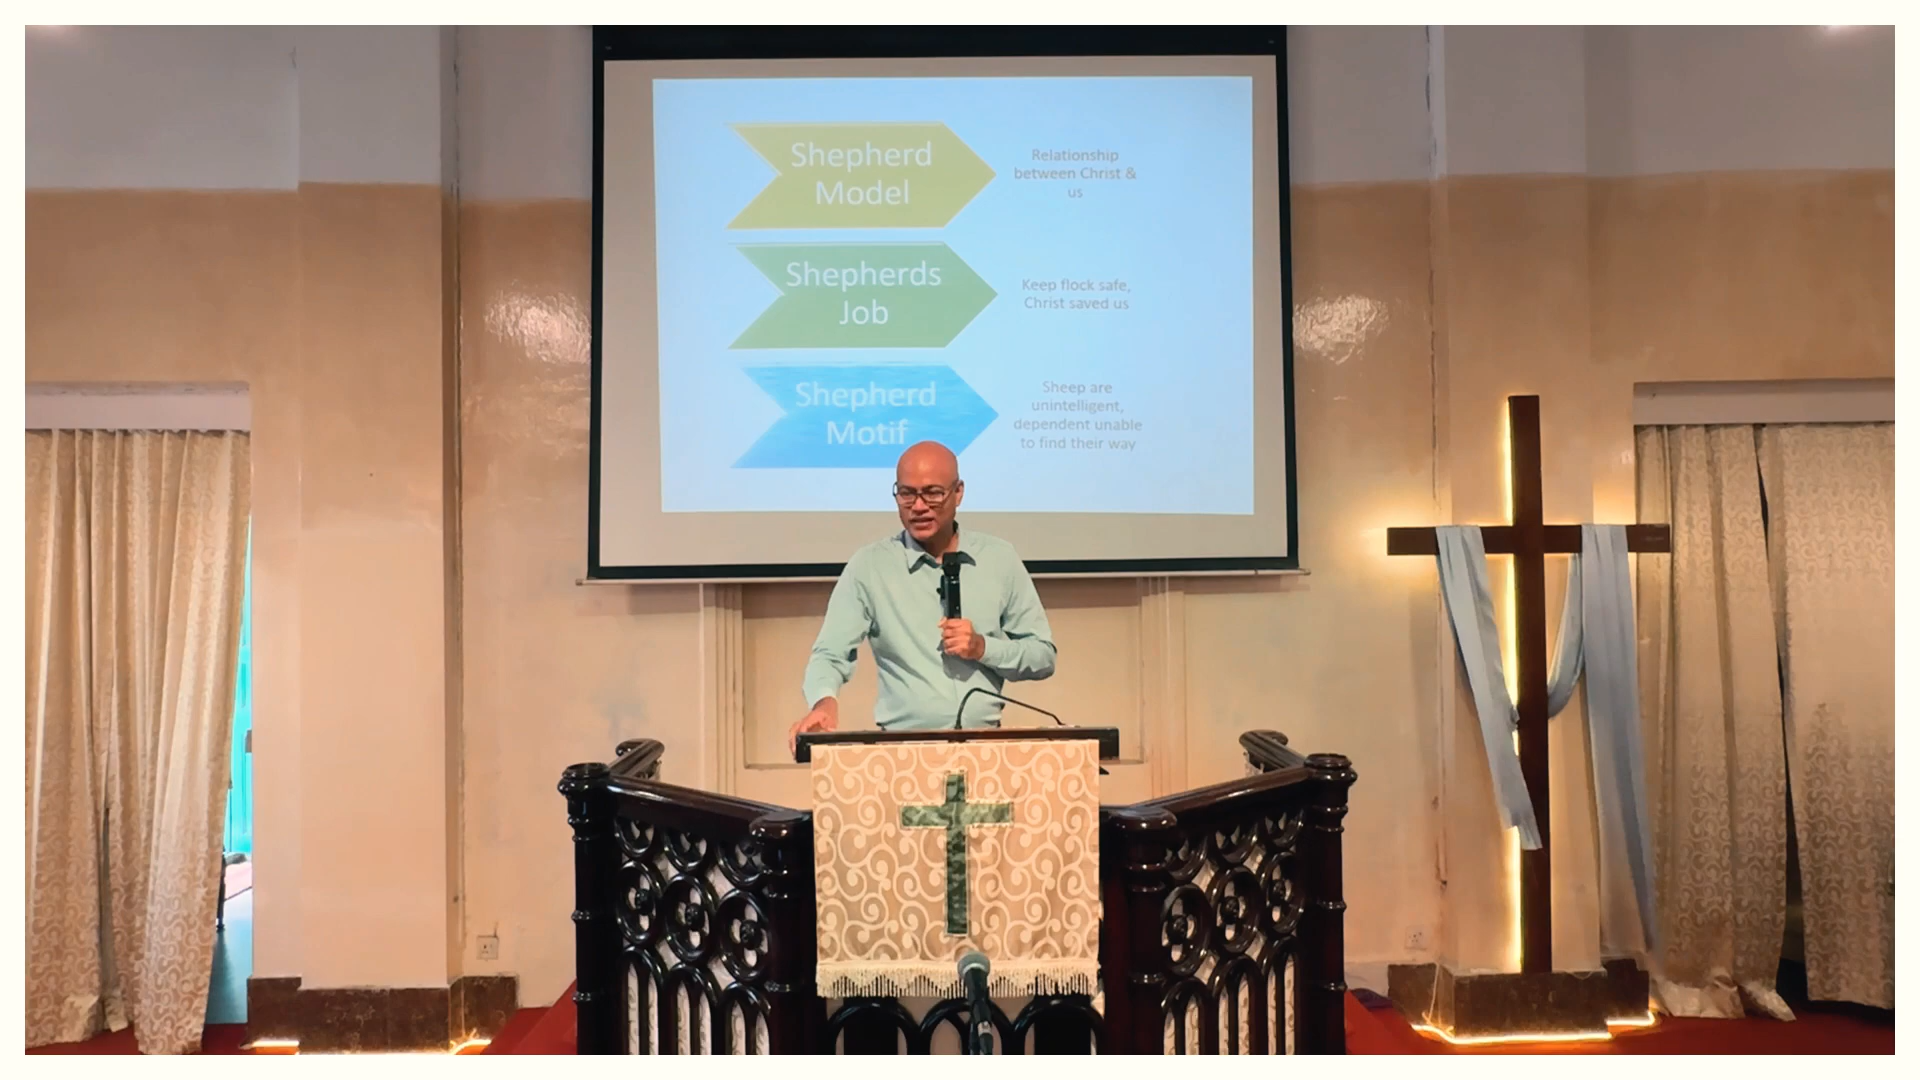 Shepherd
Model
Relationship
between Christ &
us
Shepherds
Job
Keep flock safe,
Christ saved us
Shepherd
Motif
Sheep are
unintelligent,
dependent unable
to find their way